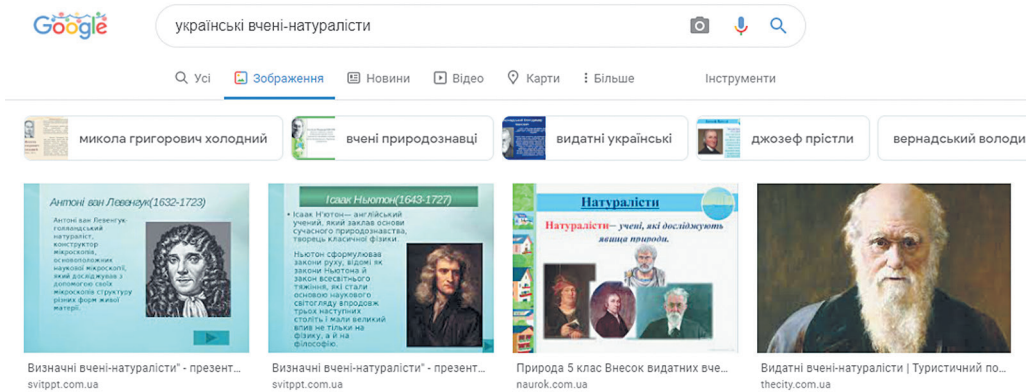 Google
українські вчені-натуралісти
Усі
Зображення
Новини
Відео
Карти
Більше
Інструменти
микола григорович холодний
вчені природознавці
видатні українські
джозеф прістли
вернадський володи
Антоні ван Левенгук(1632-1723)
Антоні ван Левенгук-
голландський
натураліст,
конструктор
мікроскопів,
основоположник
наукової мікроскопії,
який досліджував з
допомогою своїх
мікроскопів структуру
різних форм живої
матерії.
Визначні вчені-натуралісти" - презент...
svitppt.com.ua
Ісаак Ньютон(1643-1727)
• Ісаак Н'ютон— англійський
учений, який заклав основи
сучасного природознавства,
творець класичної фізики.
Ньютон сформулював
закони руху, відомі як
закони Ньютона й
закон всесвітнього
тяжіння, які стали
основою наукового
світогляду впродовж
трьох наступних
століть і мали великий
вплив не тільки на
фізику, а й на
філософію.
Визначні вчені-натуралісти" - презент...
svitppt.com.ua
Натуралісти
Натуралісти— учені, які досліджують
явища природи.
Природа 5 клас Внесок видатних вче...
naurok.com.ua
Видатні вчені-натуралісти | Туристичний по...
thecity.com.ua